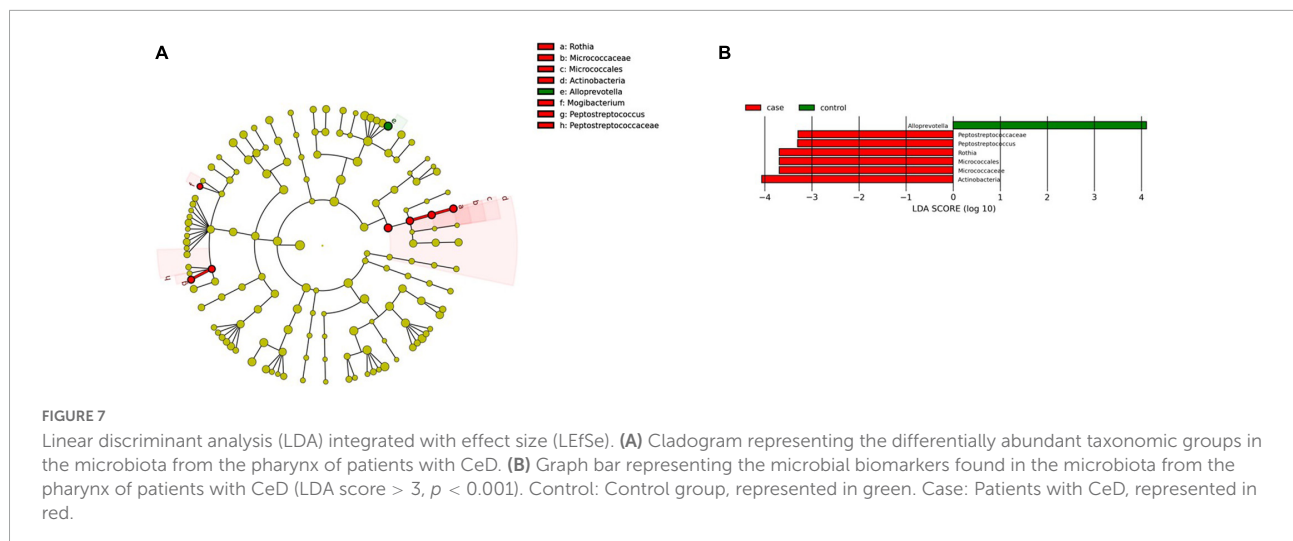 A
a: Rothia
b: Micrococcaceae
c: Micrococcales
d: Actinobacteria
e: Alloprevotella
f: Mogibacterium
g: Peptostreptococcus
h: Peptostreptococcaceae
e
f
a
b
c
d
h
g
B
case control
Alloprevotella
Peptostreptococcaceae
Peptostreptococcus
Rothia
Micrococcales
Micrococcaceae
Actinobacteria
−4 −3 −2 −1 0 1 2 3 4
LDA SCORE (log 10)
FIGURE 7
Linear discriminant analysis (LDA) integrated with effect size (LEfSe). (A) Cladogram representing the differentially abundant taxonomic groups in
the microbiota from the pharynx of patients with CeD. (B) Graph bar representing the microbial biomarkers found in the microbiota from the
pharynx of patients with CeD (LDA score > 3, p < 0.001). Control: Control group, represented in green. Case: Patients with CeD, represented in
red.